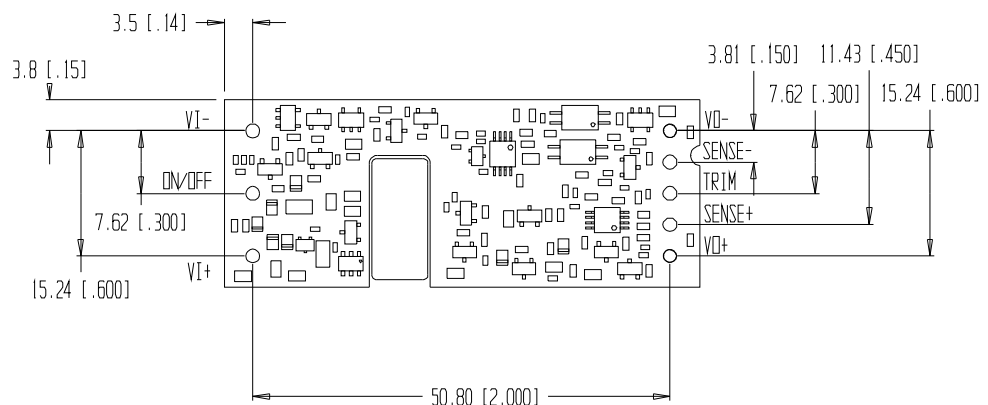 3.5 [.14]
3.8 [.15]
3.81 [.150]
11.43 [.450]
7.62 [.300]
15.24 [.600]
VI-
VO-
SENSE-
ON/OFF
TRIM
7.62 [.300]
SENSE+
VI+
VO+
15.24 [.600]
50.80 [2.000]